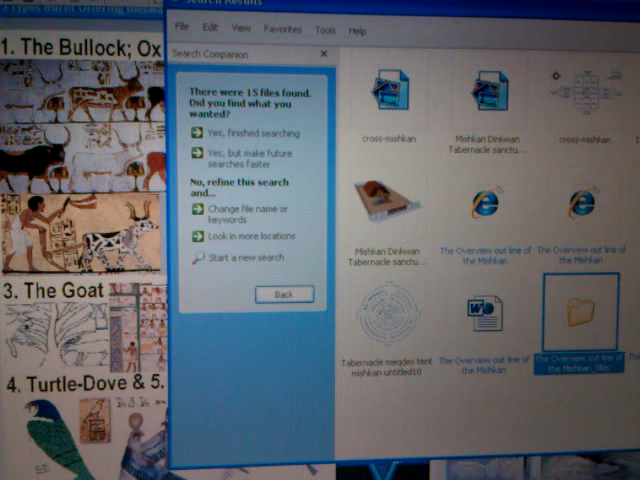 1. The Bullock; Ox
3. The Goat
4. Turtle-Dove & 5.
Search Results
File Edit View Favorites Tools Help
Search Companion
There were 15 files found.
Did you find what you
wanted?
Yes, finished searching
Yes, but make future
searches faster
No, refine this search
and...
Change file name or
keywords
Look in more locations
Start a new search
Back
cross-mishkan
Mishkan Dinkwan
Tabernacle sanctu...
cross-mishkan
Mishkan Dinkwan
Tabernacle sanctu...
The Overview out line of
the Mishkan
The Overview out line of
the Mishkan
Tabernacle meqdes tent
mishkan untitled10
The Overview out line of
the Mishkan
The Overview out line of
the Mishkan_files